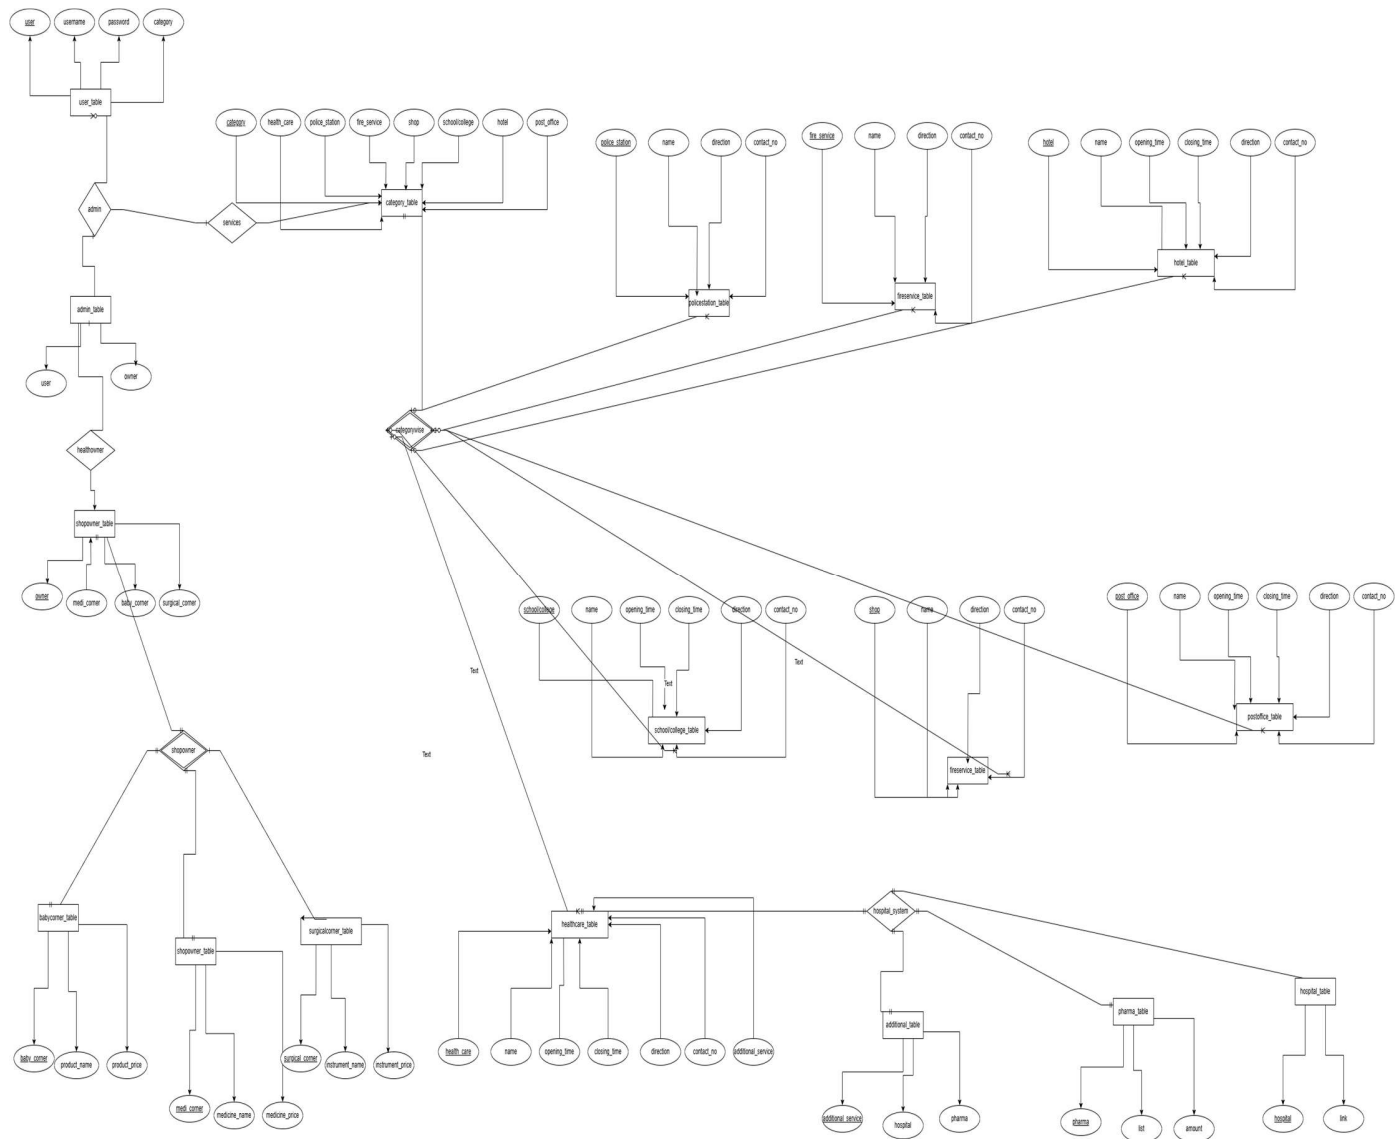 user username password category
user_table
category health_care police_station fire_service shop school/college hotel post_office
police_station name direction contact_no
fire_service name direction contact_no
hotel name opening_time closing_time direction contact_no
category_table
admin
services
hotel_table
policestation_table
fireservice_table
admin_table
user owner
categorywise
healthowner
shopowner_table
owner medi_corner baby_corner surgical_corner
school/college name opening_time closing_time direction contact_no
shop name direction contact_no
post_office name opening_time closing_time direction contact_no
Text
Text
Text
school/college_table
postoffice_table
shopowner
Text
fireservice_table
babycorner_table
shopowner_table
surgicalcorner_table
healthcare_table
hospital_system
hospital_table
pharma_table
additional_table
baby_corner product_name product_price
surgical_corner instrument_name instrument_price
health_care name opening_time closing_time direction contact_no additional_service
medi_corner medicine_name medicine_price
additional_service hospital pharma
pharma list amount
hospital link